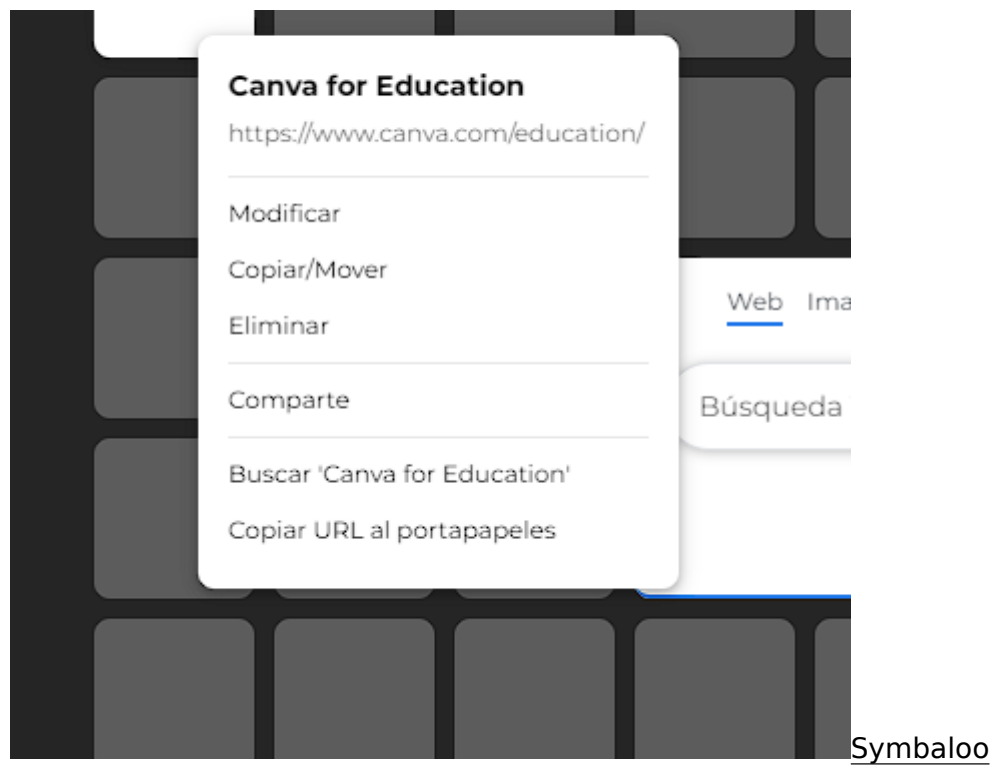 Canva for Education
https://www.canva.com/education/
Modificar
Copiar/Mover
Eliminar
Comparte
Buscar 'Canva for Education'
Copiar URL al portapapeles
Web
Búsqueda
Symbaloo